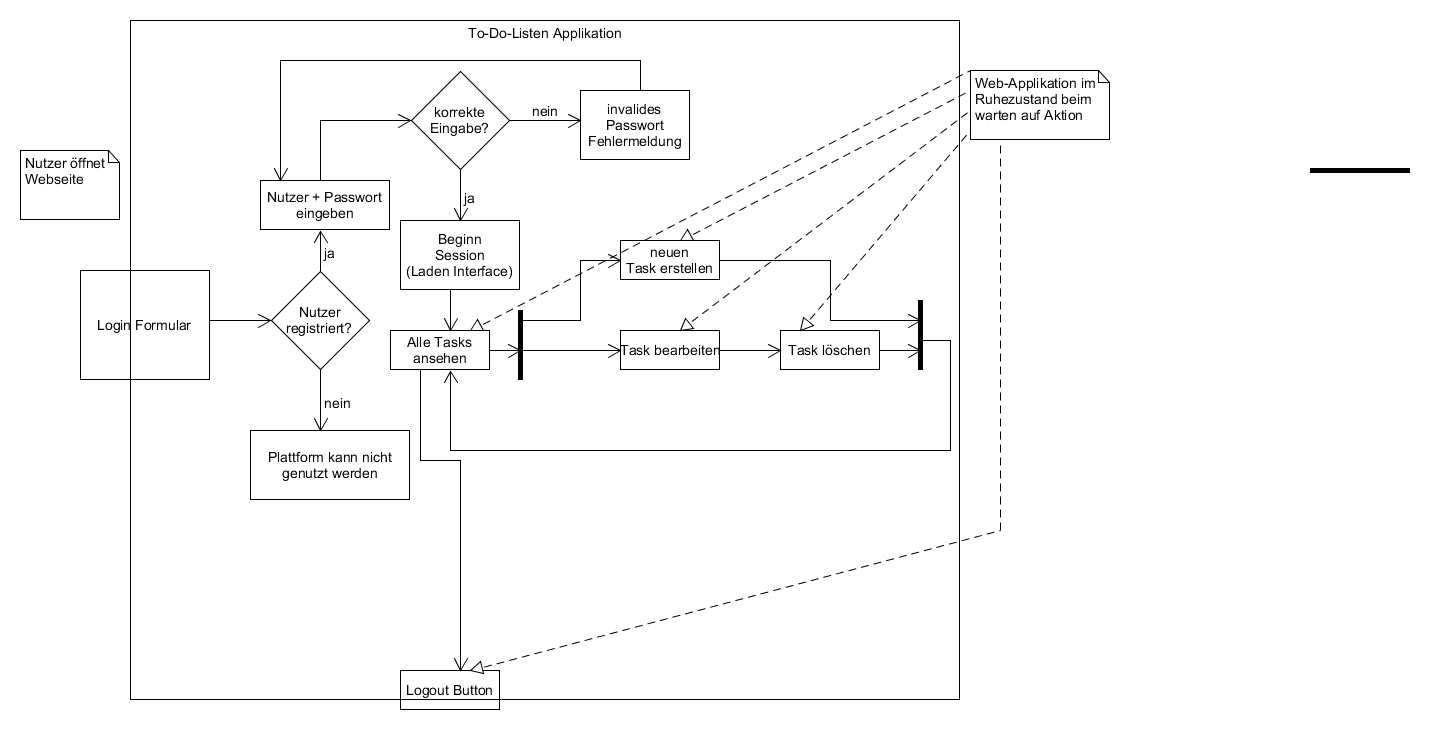 To-Do-Listen Applikation
Nutzer öffnet
Webseite
Login Formular
Nutzer
registriert?
ja
nein
Nutzer + Passwort
eingeben
Plattform kann nicht
genutzt werden
korrekte
Eingabe?
nein
ja
invalides
Passwort
Fehlermeldung
Beginn
Session
(Laden Interface)
Alle Tasks
ansehen
neuen
Task erstellen
Task bearbeiten
Task löschen
Logout Button
Web-Applikation im
Ruhezustand beim
warten auf Aktion